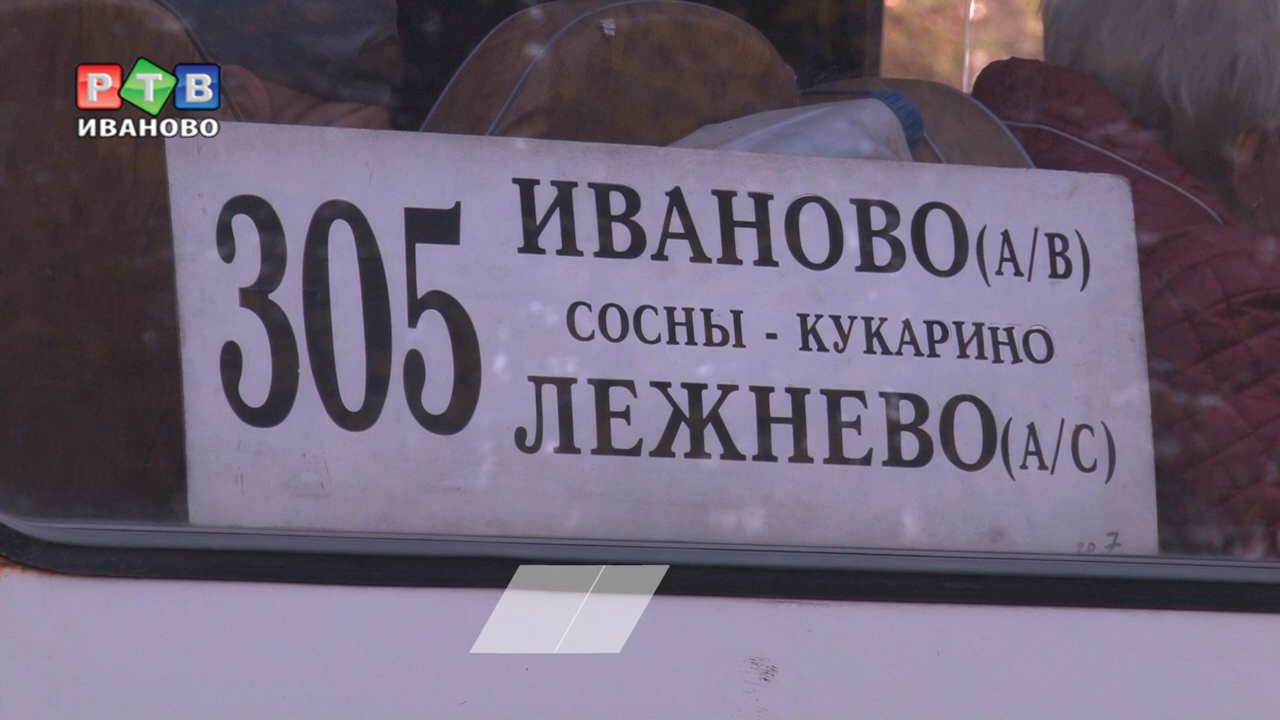 РТВ
ИВАНОВО
305
ИВАНОВО (А/В)
СОСНЫ - КУКАРИНО
ЛЕЖНЕВО (А/С)